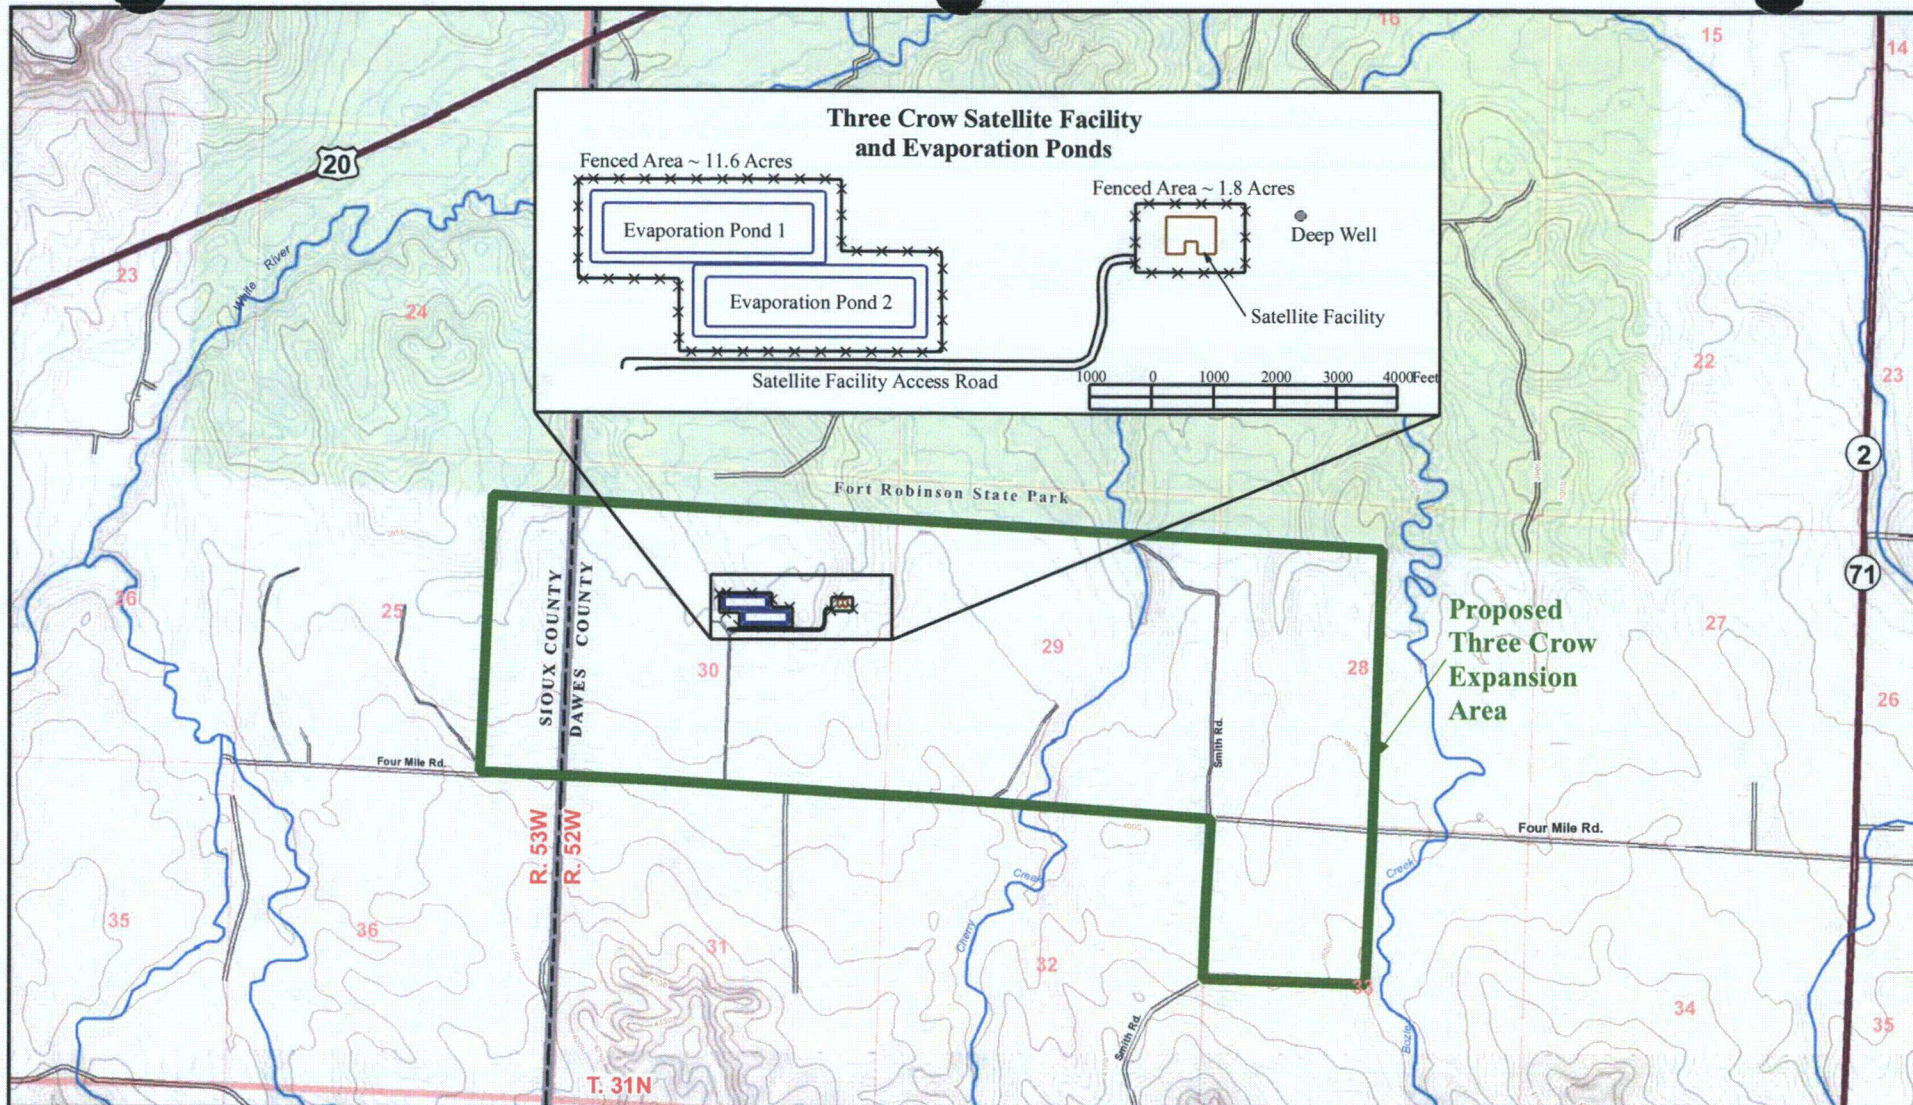 16
15
14
Three Crow Satellite Facility
and Evaporation Ponds
20
Fenced Area ~ 11.6 Acres
Fenced Area ~ 1.8 Acres
Evaporation Pond 1
Deep Well
White River
23
24
Evaporation Pond 2
Satellite Facility
Satellite Facility Access Road
1000 0 1000 2000 3000 4000Feet
22
23
2
Fort Robinson State Park
71
26
25
SIOUX COUNTY
DAWES COUNTY
30
29
28
Proposed
Three Crow
Expansion
Area
27
26
Smith Rd.
Four Mile Rd.
Four Mile Rd.
R. 53W
R. 52W
Cherry Creek
Creek
35
36
31
32
33
34
35
Smith Rd.
Bozle
T. 31N